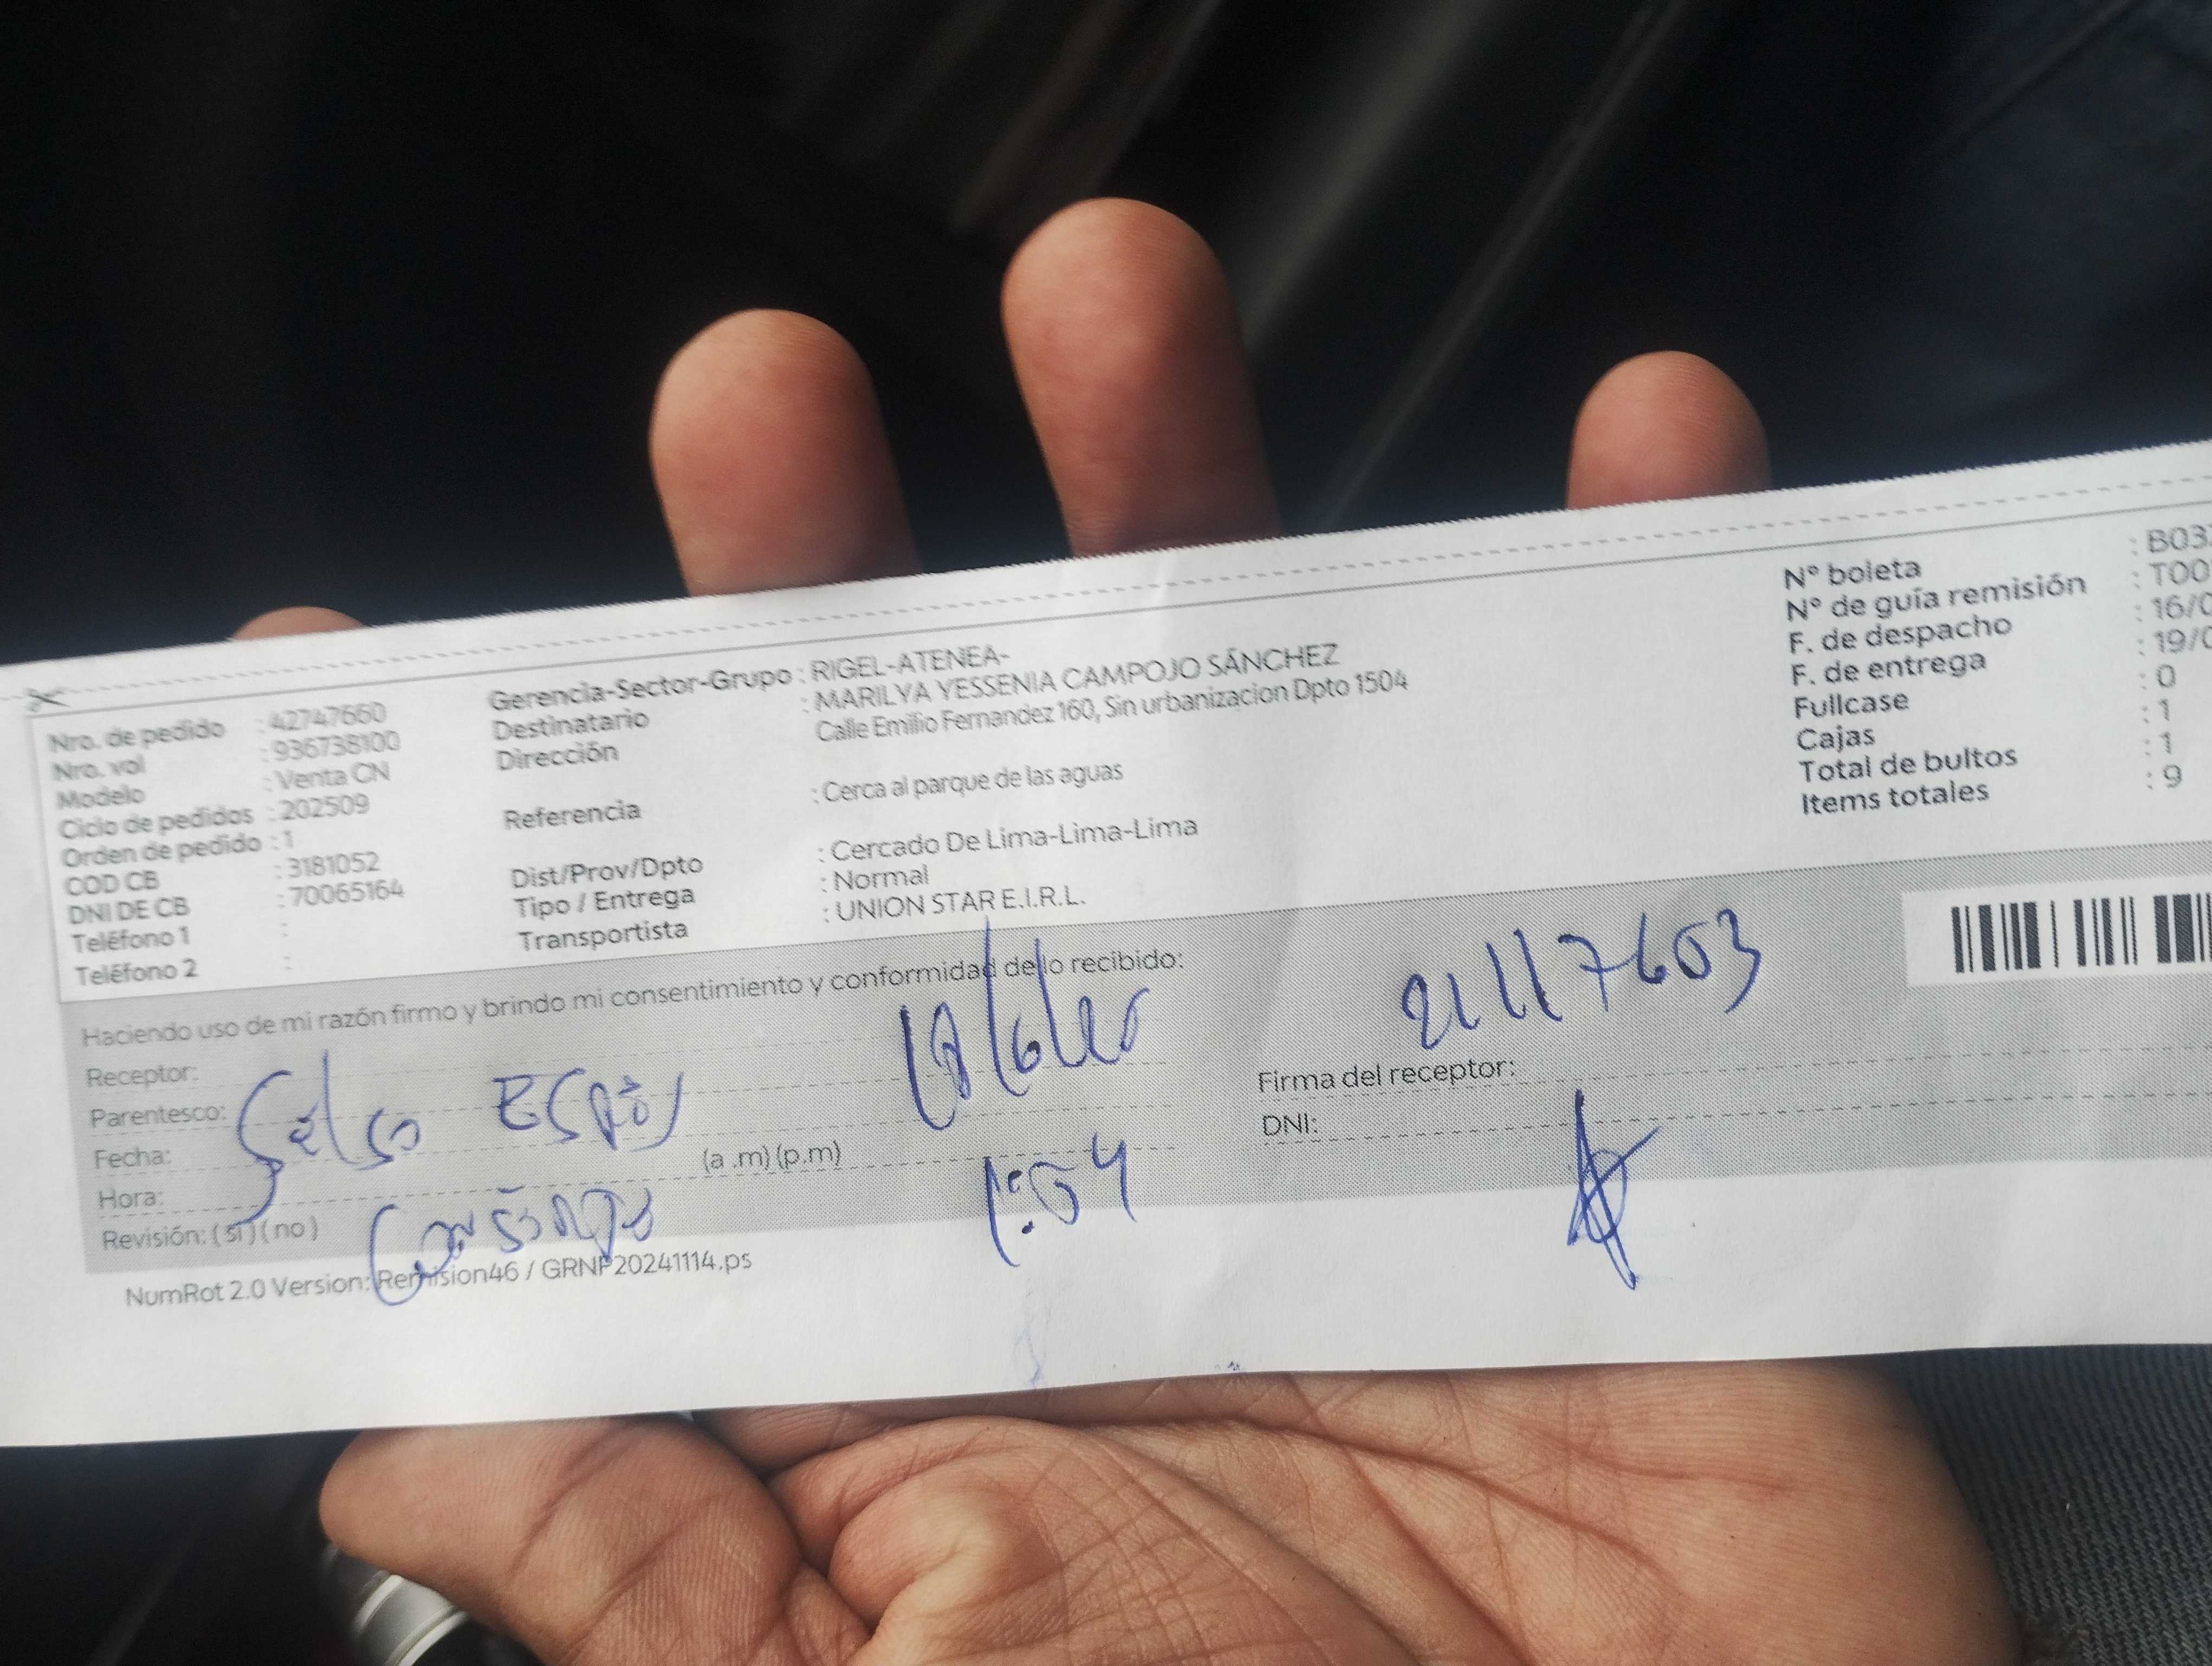 Nro. de pedido : 42747660
Nro. vol : 936738100
Modelo : Venta CN
Ciclo de pedidos : 202509
Orden de pedido : 1
COD CB : 3181052
DNI DE CB : 70065164
Teléfono 1 :
Teléfono 2 :
Gerencia-Sector-Grupo : RIGEL-ATENEA-
Destinatario : MARILYA YESSENIA CAMPOJO SÁNCHEZ
Dirección Calle Emilio Fernandez 160, Sin urbanizacion Dpto 1504
Referencia : Cerca al parque de las aguas
Dist/Prov/Dpto : Cercado De Lima-Lima-Lima
Tipo / Entrega : Normal
Transportista : UNION STAR E.I.R.L.
N° boleta : B03
N° de guía remisión : T00
F. de despacho : 16/0
F. de entrega : 19/0
Fullcase : 0
Cajas : 1
Total de bultos : 1
Items totales : 9
Haciendo uso de mi razón firmo y brindo mi consentimiento y conformidad de lo recibido:
Receptor:
Parentesco:
Fecha:
Hora: (a .m) (p.m)
Revisión: ( si ) ( no )
1:04
21117603
Firma del receptor:
DNI:
NumRot 2.0 Version: Remision46 / GRNP20241114.ps